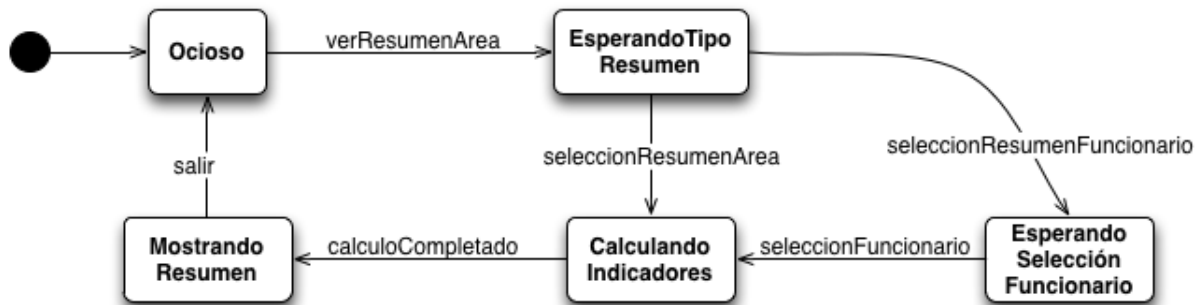 Ocioso
verResumenArea
EsperandoTipo
Resumen
salir
seleccionResumenArea
seleccionResumenFuncionario
Mostrando
Resumen
calculoCompletado
Calculando
Indicadores
seleccionFuncionario
Esperando
Selección
Funcionario